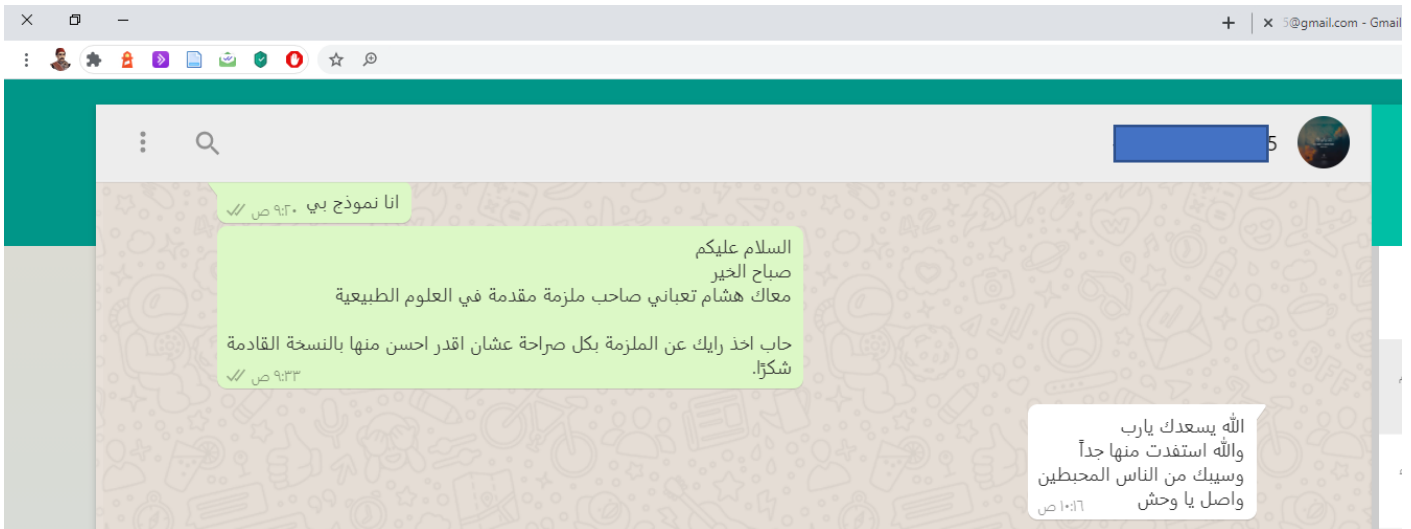 5@gmail.com - Gmail
5
انا نموذج بي
٩:٢٠ ص
السلام عليكم
صباح الخير
معاك هشام تعباني صاحب ملزمة مقدمة في العلوم الطبيعية
حاب اخذ رايك عن الملزمة بكل صراحة عشان اقدر احسن منها بالنسخة القادمة
شكرًا.
٩:٣٣ ص
الله يسعدك يارب
والله استفدت منها جداً
وسيبك من الناس المحبطين
واصل يا وحش
١٠:١٦ ص